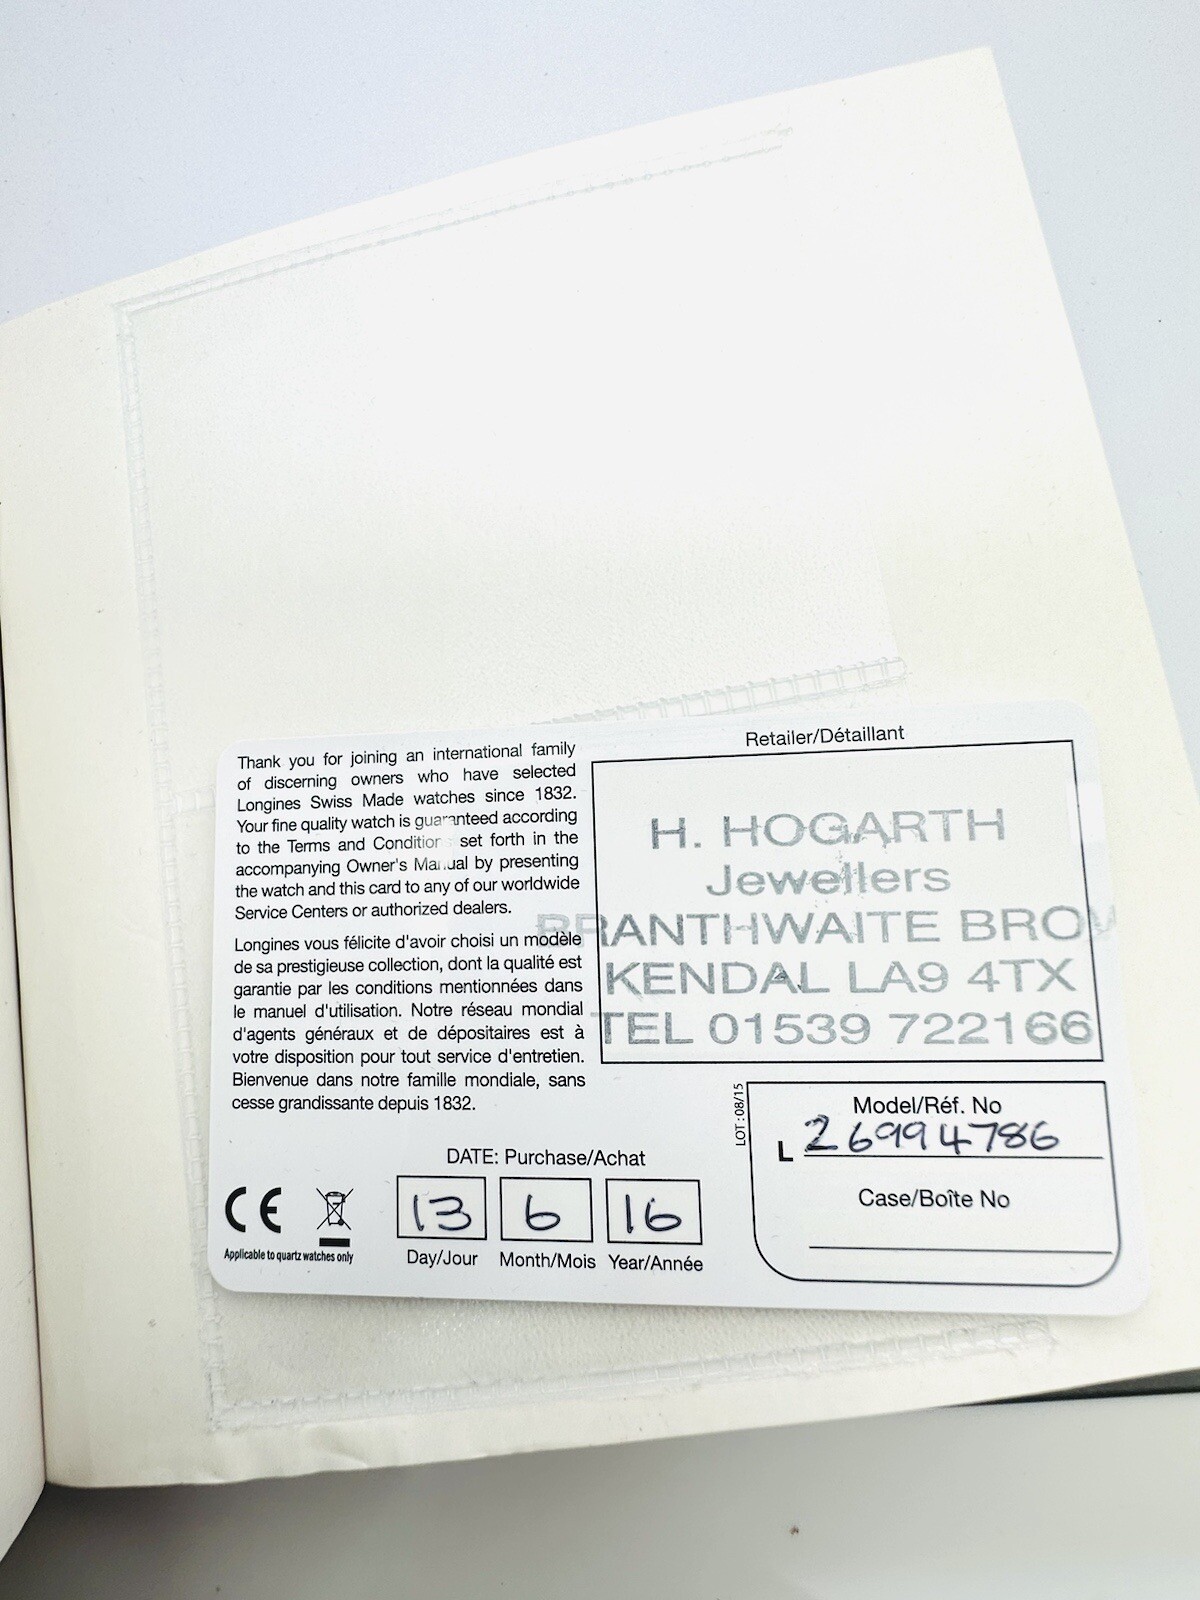 Thank you for joining an international family
of discerning owners who have selected
Longines Swiss Made watches since 1832.
Your fine quality watch is guaranteed according
to the Terms and Condition set forth in the
accompanying Owner's Manual by presenting
the watch and this card to any of our worldwide
Service Centers or authorized dealers.
Longines vous félicite d'avoir choisi un modèle
de sa prestigieuse collection, dont la qualité est
garantie par les conditions mentionnées dans
le manuel d'utilisation. Notre réseau mondial
d'agents généraux et de dépositaires est à
votre disposition pour tout service d'entretien.
Bienvenue dans notre famille mondiale, sans
cesse grandissante depuis 1832.
Retailer/Détaillant
H. HOGARTH
Jewellers
BRANTHWAITE BROW
KENDAL LA9 4TX
TEL 01539 722166
LOT : 08/15
Model/Réf. No
L 26994786
Case/Boîte No
DATE: Purchase/Achat
13 6 16
Day/Jour Month/Mois Year/Année
CE
Applicable to quartz watches only